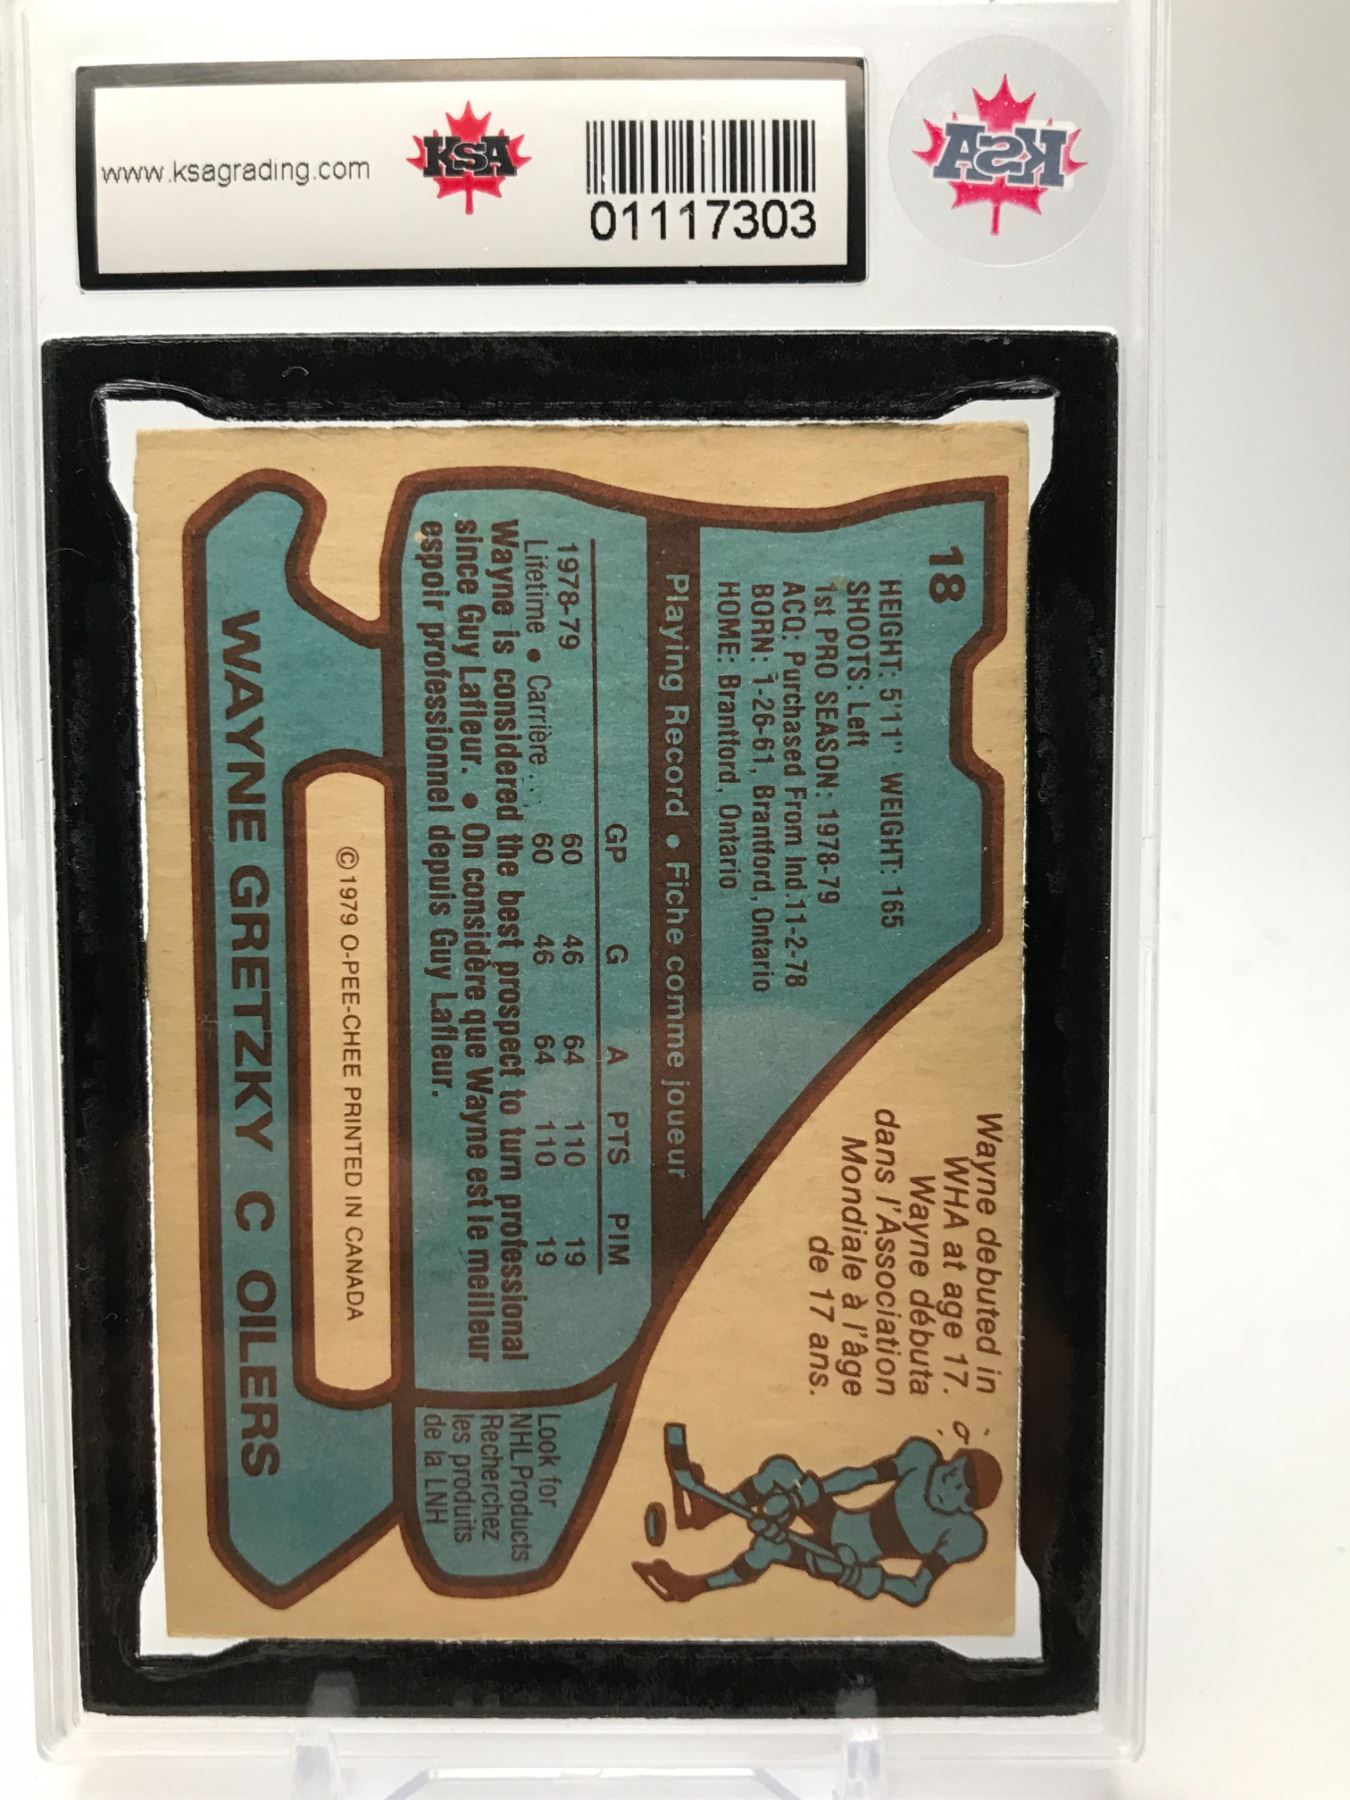 www.ksagrading.com
KSA
01117303
KSA
18
HEIGHT: 5'11" WEIGHT: 165
SHOOTS: Left
1st PRO SEASON: 1978-79
ACQ: Purchased From Ind.11-2-78
BORN: 1-26-61, Brantford, Ontario
HOME: Brantford, Ontario
Wayne debuted in
WHA at age 17.
Wayne débuta
dans l'Association
Mondiale à l'âge
de 17 ans.
Playing Record • Fiche comme joueur
GP G A PTS PIM
1978-79 60 46 64 110 19
Lifetime • Carrière... 60 46 64 110 19
Wayne is considered the best prospect to turn professional
since Guy Lafleur. • On considère que Wayne est le meilleur
espoir professionnel depuis Guy Lafleur.
Look for
NHL Products
Recherchez
les produits
de la LNH
©1979 O-PEE-CHEE PRINTED IN CANADA
WAYNE GRETZKY C OILERS